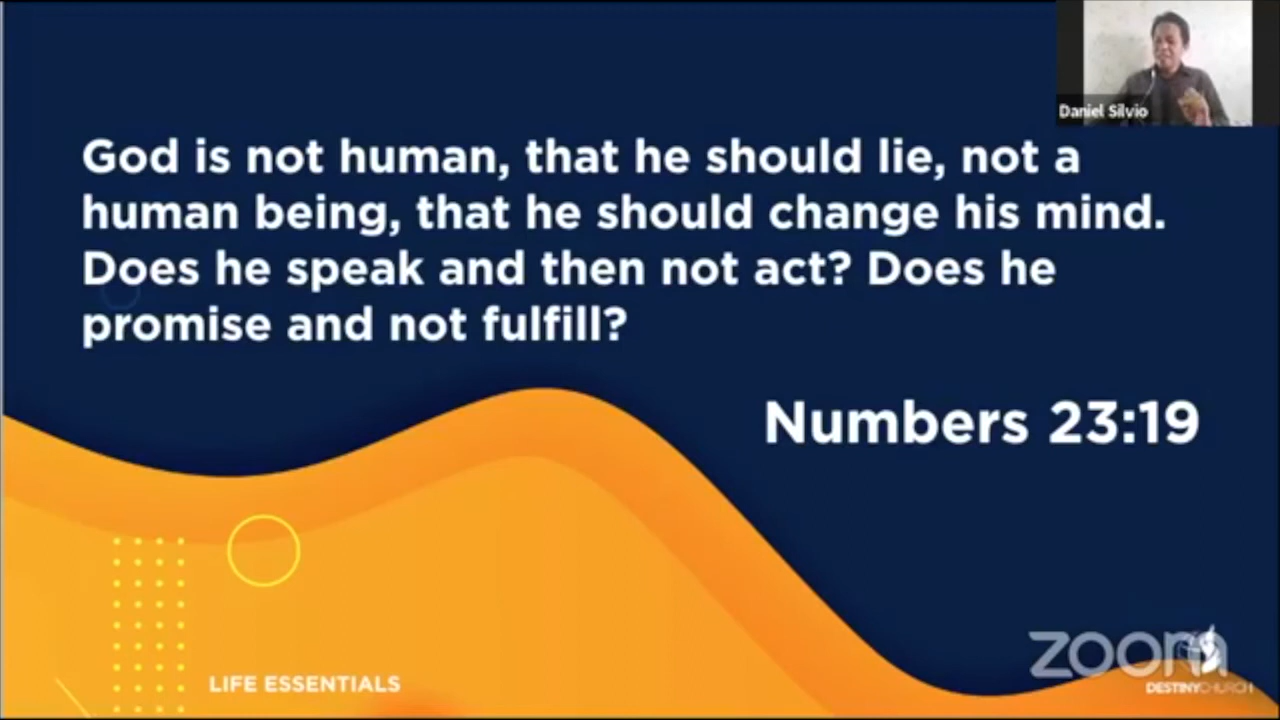 Daniel Silvio
God is not human, that he should lie, not a
human being, that he should change his mind.
Does he speak and then not act? Does he
promise and not fulfill?
Numbers 23:19
LIFE ESSENTIALS
zoom
DESTINYCHURCH